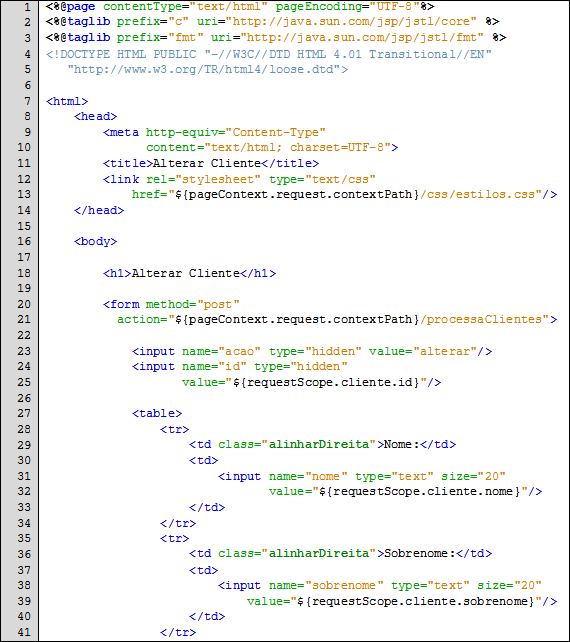 1 <%@page contentType="text/html" pageEncoding="UTF-8"%>
2 <%@taglib prefix="c" uri="http://java.sun.com/jsp/jstl/core" %>
3 <%@taglib prefix="fmt" uri="http://java.sun.com/jsp/jstl/fmt" %>
4 <!DOCTYPE HTML PUBLIC "-//W3C//DTD HTML 4.01 Transitional//EN"
5    "http://www.w3.org/TR/html4/loose.dtd">
6
7 <html>
8     <head>
9         <meta http-equiv="Content-Type"
10               content="text/html; charset=UTF-8">
11         <title>Alterar Cliente</title>
12         <link rel="stylesheet" type="text/css"
13             href="${pageContext.request.contextPath}/css/estilos.css"/>
14     </head>
15
16     <body>
17
18         <h1>Alterar Cliente</h1>
19
20         <form method="post"
21           action="${pageContext.request.contextPath}/processaClientes">
22
23             <input name="acao" type="hidden" value="alterar"/>
24             <input name="id" type="hidden"
25                    value="${requestScope.cliente.id}"/>
26
27             <table>
28                 <tr>
29                     <td class="alinharDireita">Nome:</td>
30                     <td>
31                         <input name="nome" type="text" size="20"
32                                value="${requestScope.cliente.nome}"/>
33                     </td>
34                 </tr>
35                 <tr>
36                     <td class="alinharDireita">Sobrenome:</td>
37                     <td>
38                         <input name="sobrenome" type="text" size="20"
39                                value="${requestScope.cliente.sobrenome}"/>
40                     </td>
41                 </tr>